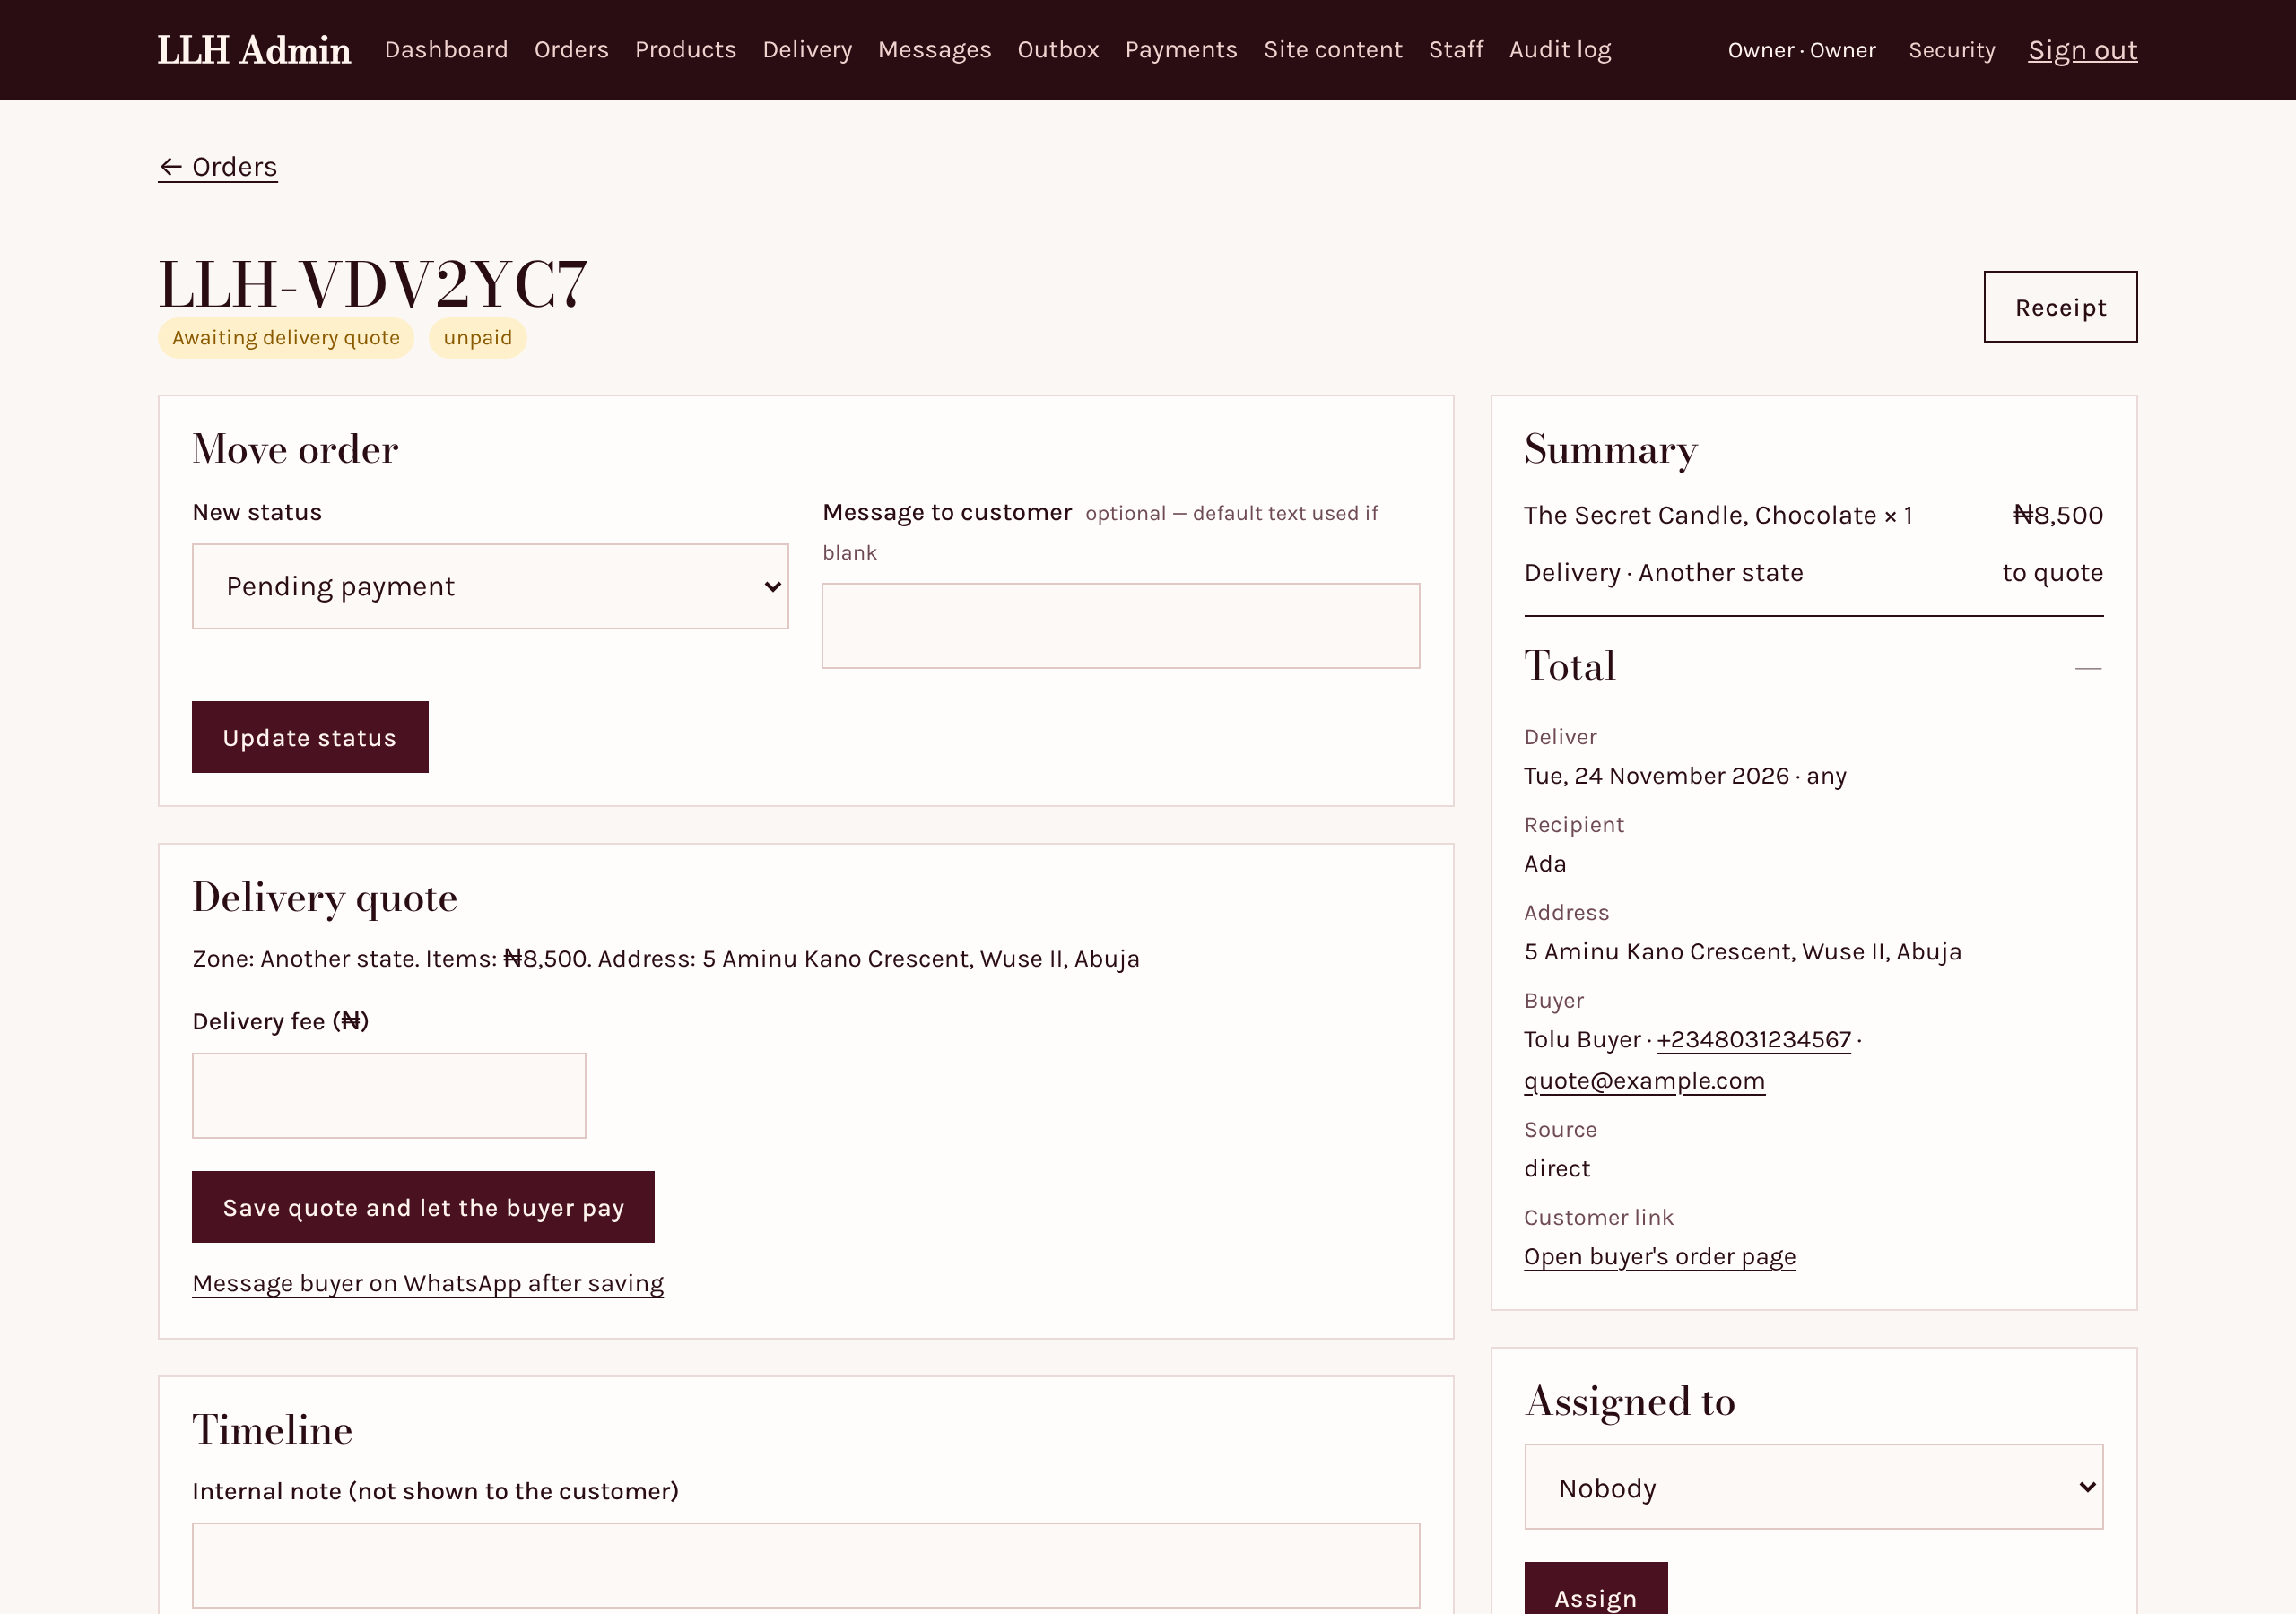 LLH Admin Dashboard Orders Products Delivery Messages Outbox Payments Site content Staff Audit log Owner · Owner Security Sign out
← Orders
LLH-VDV2YC7
Awaiting delivery quote unpaid
Receipt
Move order
New status
Pending payment
Message to customer optional — default text used if
blank
Update status
Delivery quote
Zone: Another state. Items: ₦8,500. Address: 5 Aminu Kano Crescent, Wuse II, Abuja
Delivery fee (₦)
Save quote and let the buyer pay
Message buyer on WhatsApp after saving
Timeline
Internal note (not shown to the customer)
Summary
The Secret Candle, Chocolate × 1 ₦8,500
Delivery · Another state to quote
Total —
Deliver
Tue, 24 November 2026 · any
Recipient
Ada
Address
5 Aminu Kano Crescent, Wuse II, Abuja
Buyer
Tolu Buyer · +2348031234567 ·
quote@example.com
Source
direct
Customer link
Open buyer's order page
Assigned to
Nobody
Assign